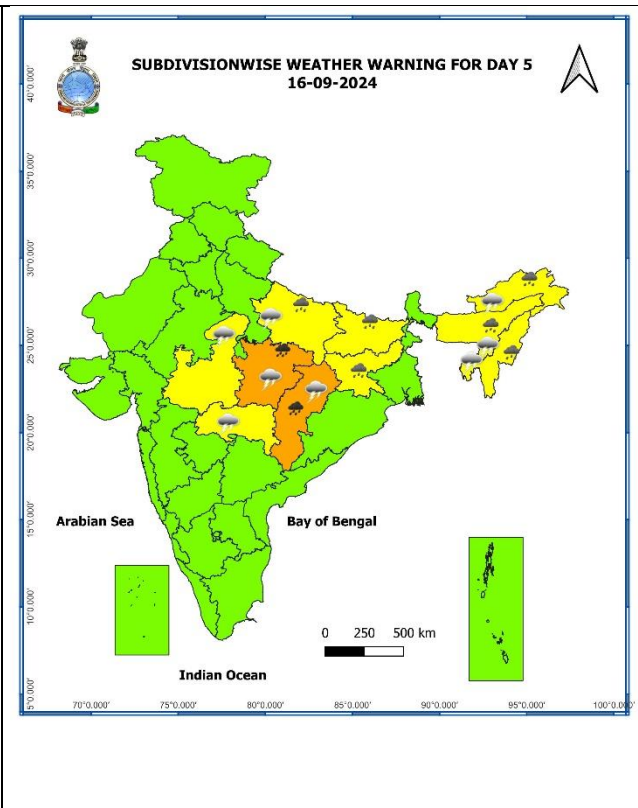 SUBDIVISIONWISE WEATHER WARNING FOR DAY 5
16-09-2024
40°0.000'
35°0.000'
30°0.000'
25°0.000'
20°0.000'
15°0.000'
10°0.000'
5°0.000'
Arabian Sea
Bay of Bengal
0 250 500 km
Indian Ocean
70°0.000' 75°0.000' 80°0.000' 85°0.000' 90°0.000' 95°0.000' 100°0.000'